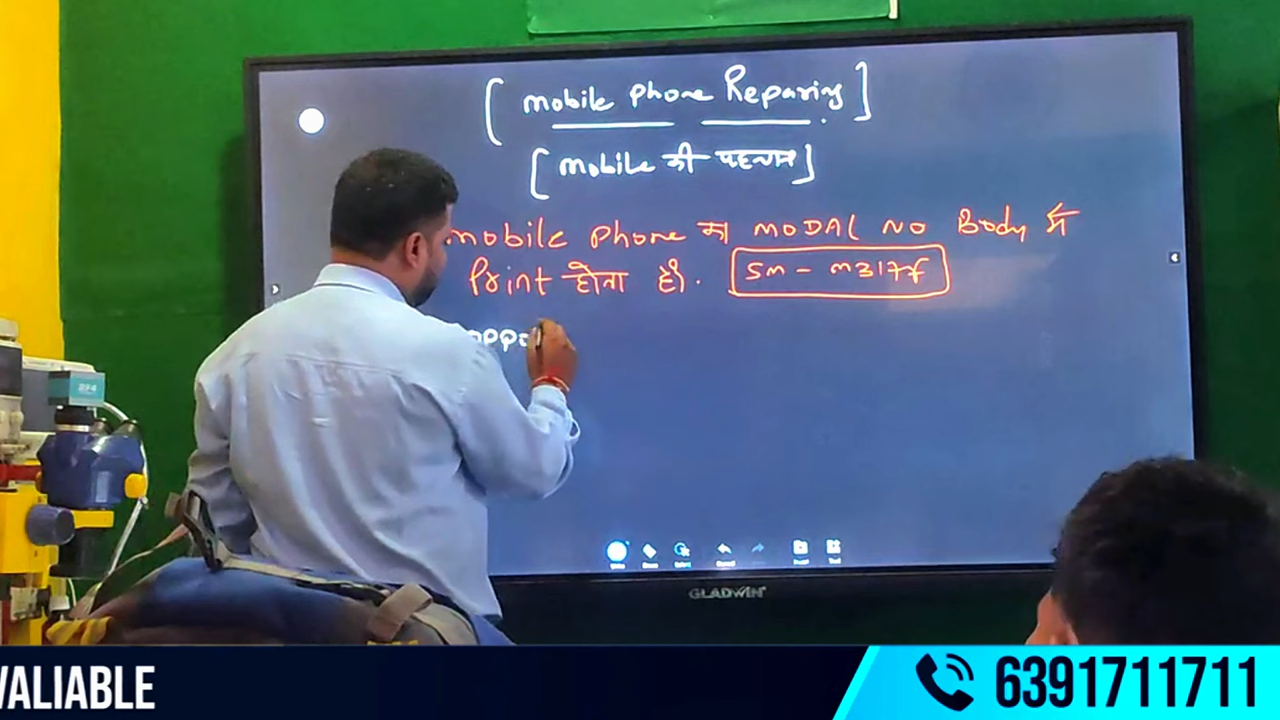 [ mobile phone Reparing ]
[ mobile की पहचान ]
mobile phone का MODAL NO Body में
Print होता है.
SM - M317f
GLADWIN
VALIABLE
6391711711